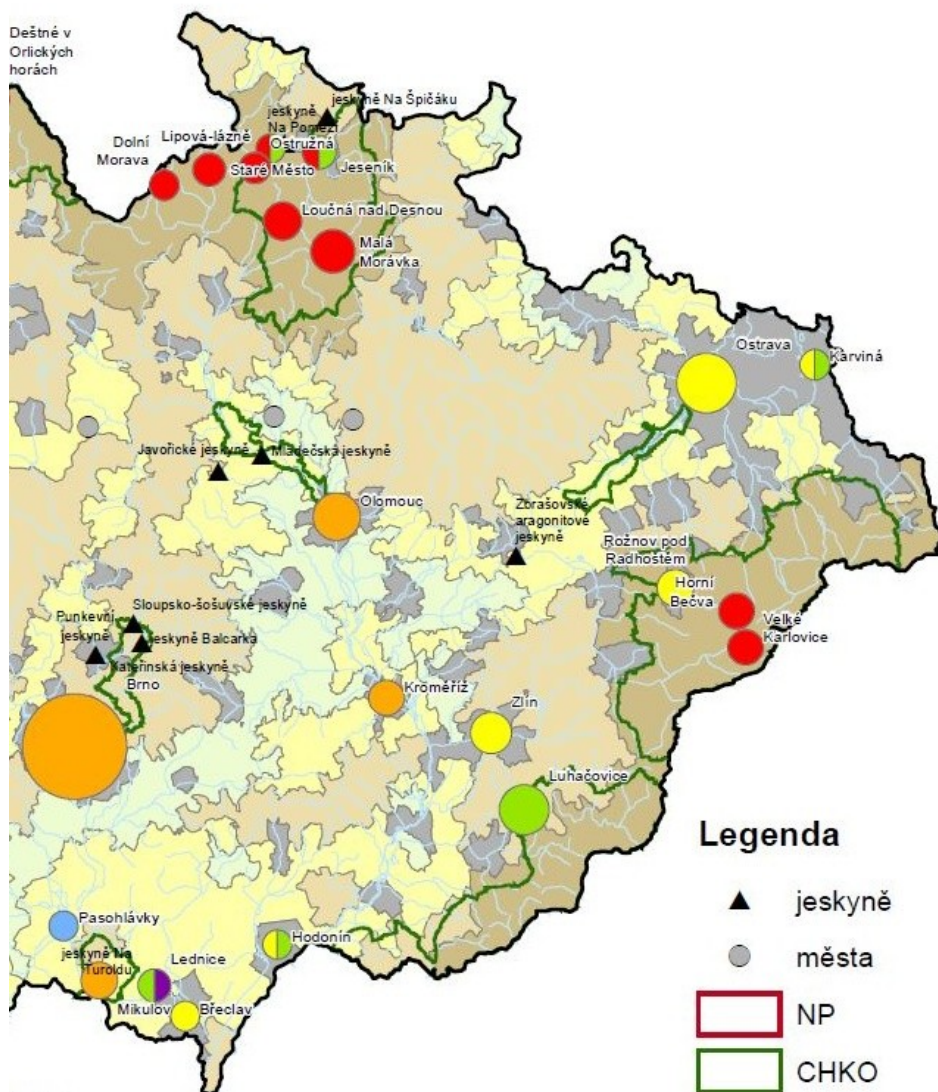 Deštné v
Orlických
horách
jeskyně Na Špičáku
jeskyně
Na Pomezí
Dolní
Morava
Lipová-lázně
Ostružná
Staré Město
Jeseník
Loučná nad Desnou
Malá
Morávka
Ostrava
Karviná
Javoříčké jeskyně
Mladečská jeskyně
Olomouc
Zbrašovské
aragonitové
jeskyně
Rožnov pod
Radhoštěm
Horní
Bečva
Velké
Karlovice
Sloupsko-šošuvské jeskyně
Punkevní
jeskyně
jeskyně Balcarka
Kateřinská jeskyně
Brno
Kroměříž
Zlín
Luhačovice
Pasohlávky
jeskyně Na
Turoldu
Lednice
Hodonín
Mikulov
Břeclav
Legenda
jeskyně
města
NP
CHKO